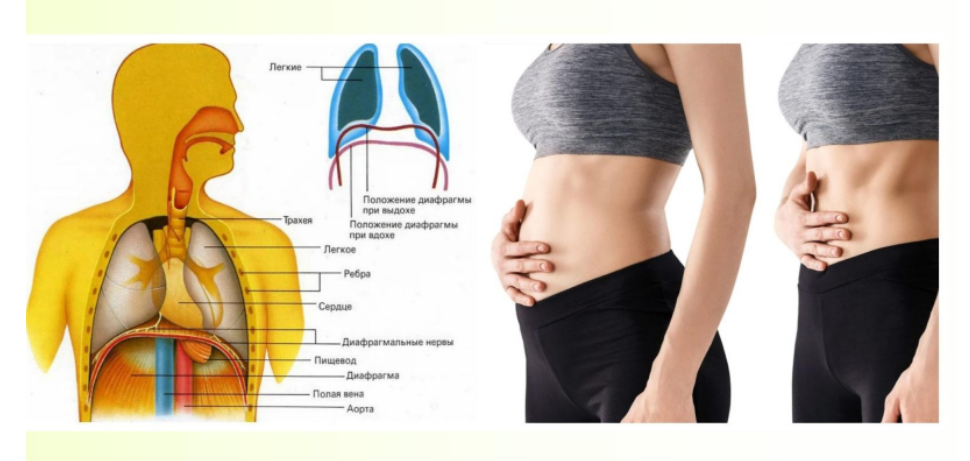 Легкие
Положение диафрагмы
при выдохе
Положение диафрагмы
при вдохе
Трахея
Легкое
Ребра
Сердце
Диафрагмальные нервы
Пищевод
Диафрагма
Полая вена
Аорта